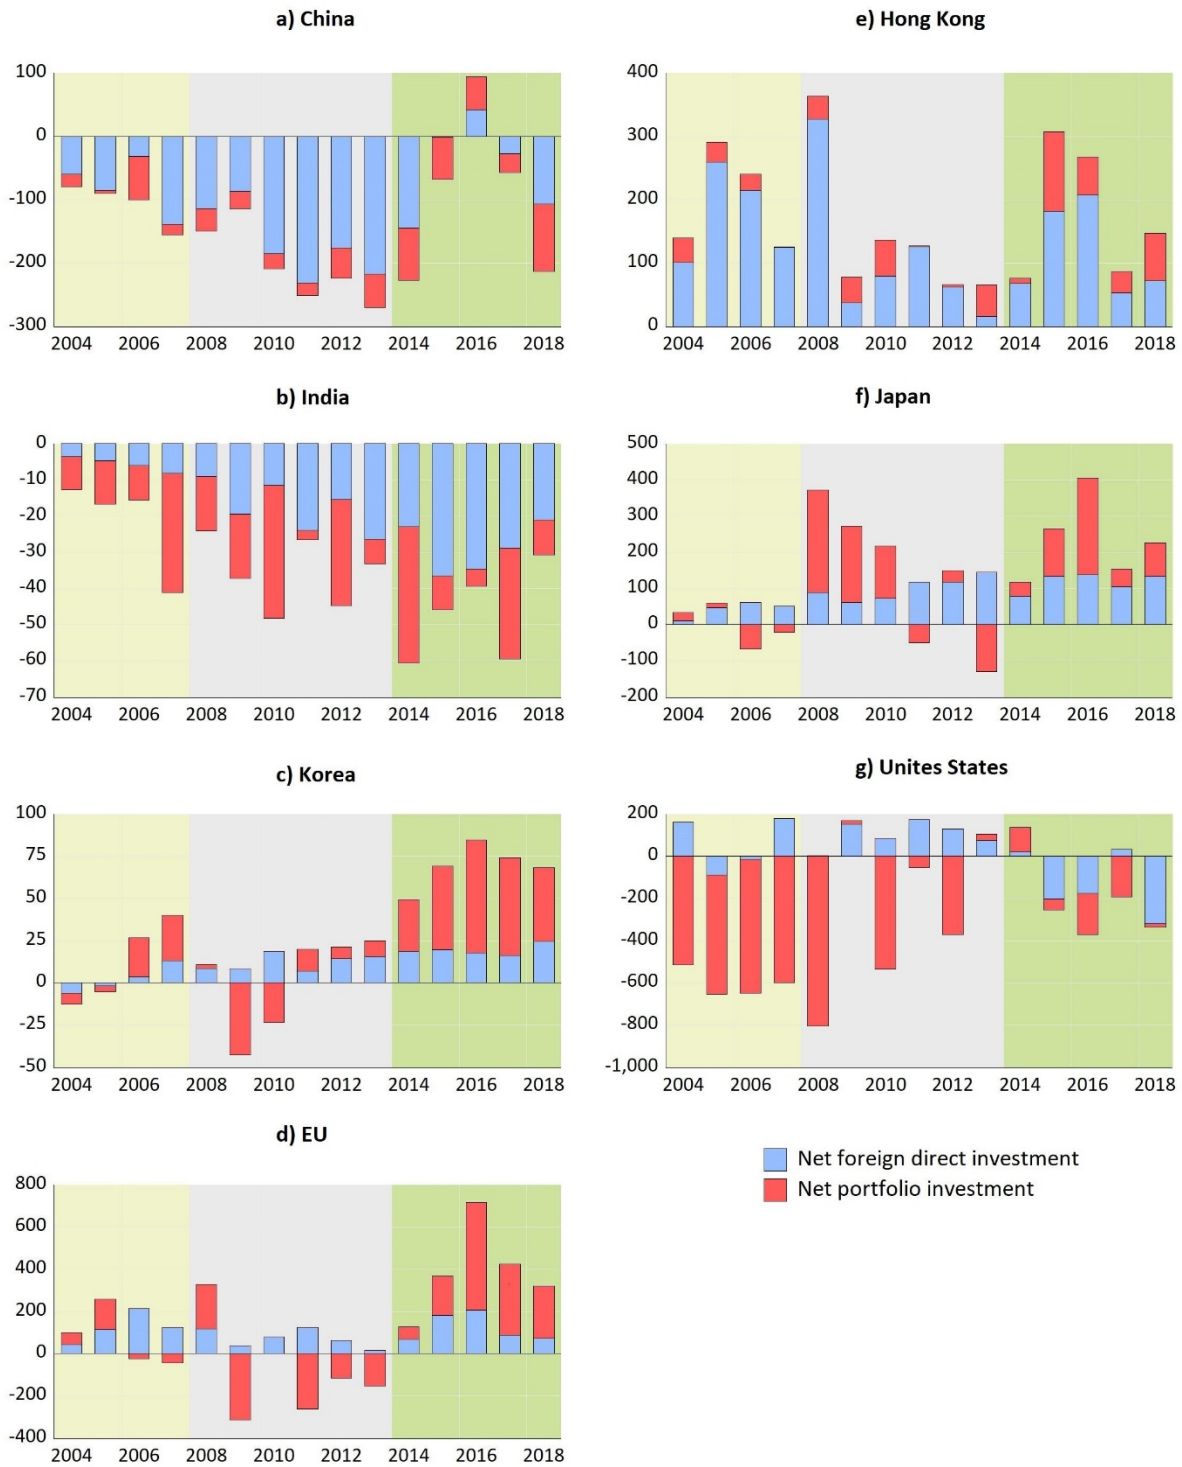 a) China
100
0
-100
-200
-300
2004 2006 2008 2010 2012 2014 2016 2018
b) India
-0
-10
-20
-30
-40
-50
-60
-70
2004 2006 2008 2010 2012 2014 2016 2018
c) Korea
100
75
50
25
0
-25
-50
2004 2006 2008 2010 2012 2014 2016 2018
d) EU
800
600
400
200
0
-200
-400
2004 2006 2008 2010 2012 2014 2016 2018
e) Hong Kong
400
300
200
100
0
2004 2006 2008 2010 2012 2014 2016 2018
f) Japan
500
400
300
200
100
0
-100
-200
2004 2006 2008 2010 2012 2014 2016 2018
g) Unites States
200
0
-200
-400
-600
-800
-1,000
2004 2006 2008 2010 2012 2014 2016 2018
Net foreign direct investment
Net portfolio investment